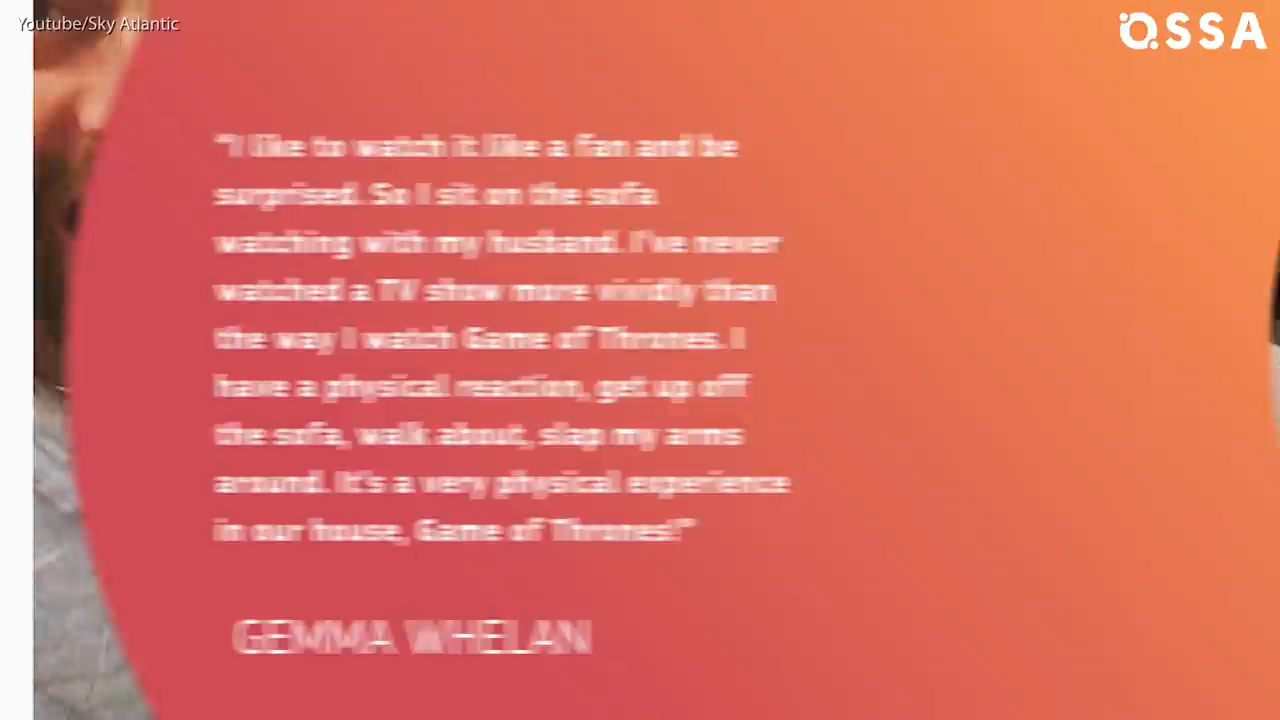 Youtube/Sky Atlantic
QSSA
"I like to watch it like a fan and be
surprised. So I sit on the sofa
watching with my husband. I've never
watched a TV show more vividly than
the way I watch Game of Thrones. I
have a physical reaction, get up off
the sofa, walk about, slap my arms
around. It's a very physical experience
in our house, Game of Thrones!"
GEMMA WHELAN